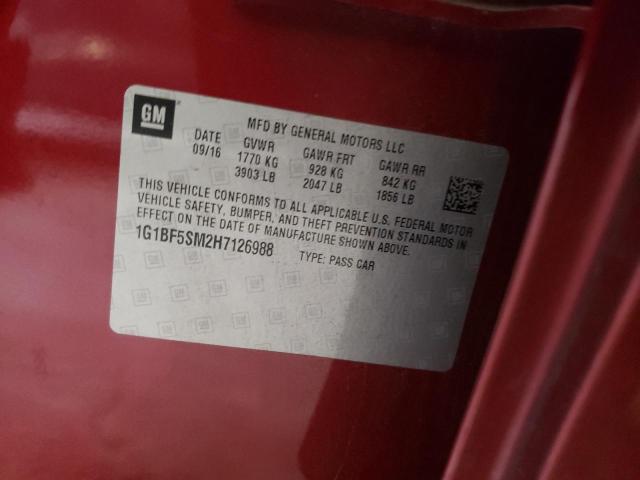 GM
MFD BY GENERAL MOTORS LLC
DATE GVWR GAWR FRT GAWR RR
09/16 1770 KG 928 KG 842 KG
3903 LB 2047 LB 1856 LB
THIS VEHICLE CONFORMS TO ALL APPLICABLE U.S. FEDERAL MOTOR
VEHICLE SAFETY, BUMPER, AND THEFT PREVENTION STANDARDS IN
EFFECT ON THE DATE OF MANUFACTURE SHOWN ABOVE.
1G1BF5SM2H7126988 TYPE: PASS CAR